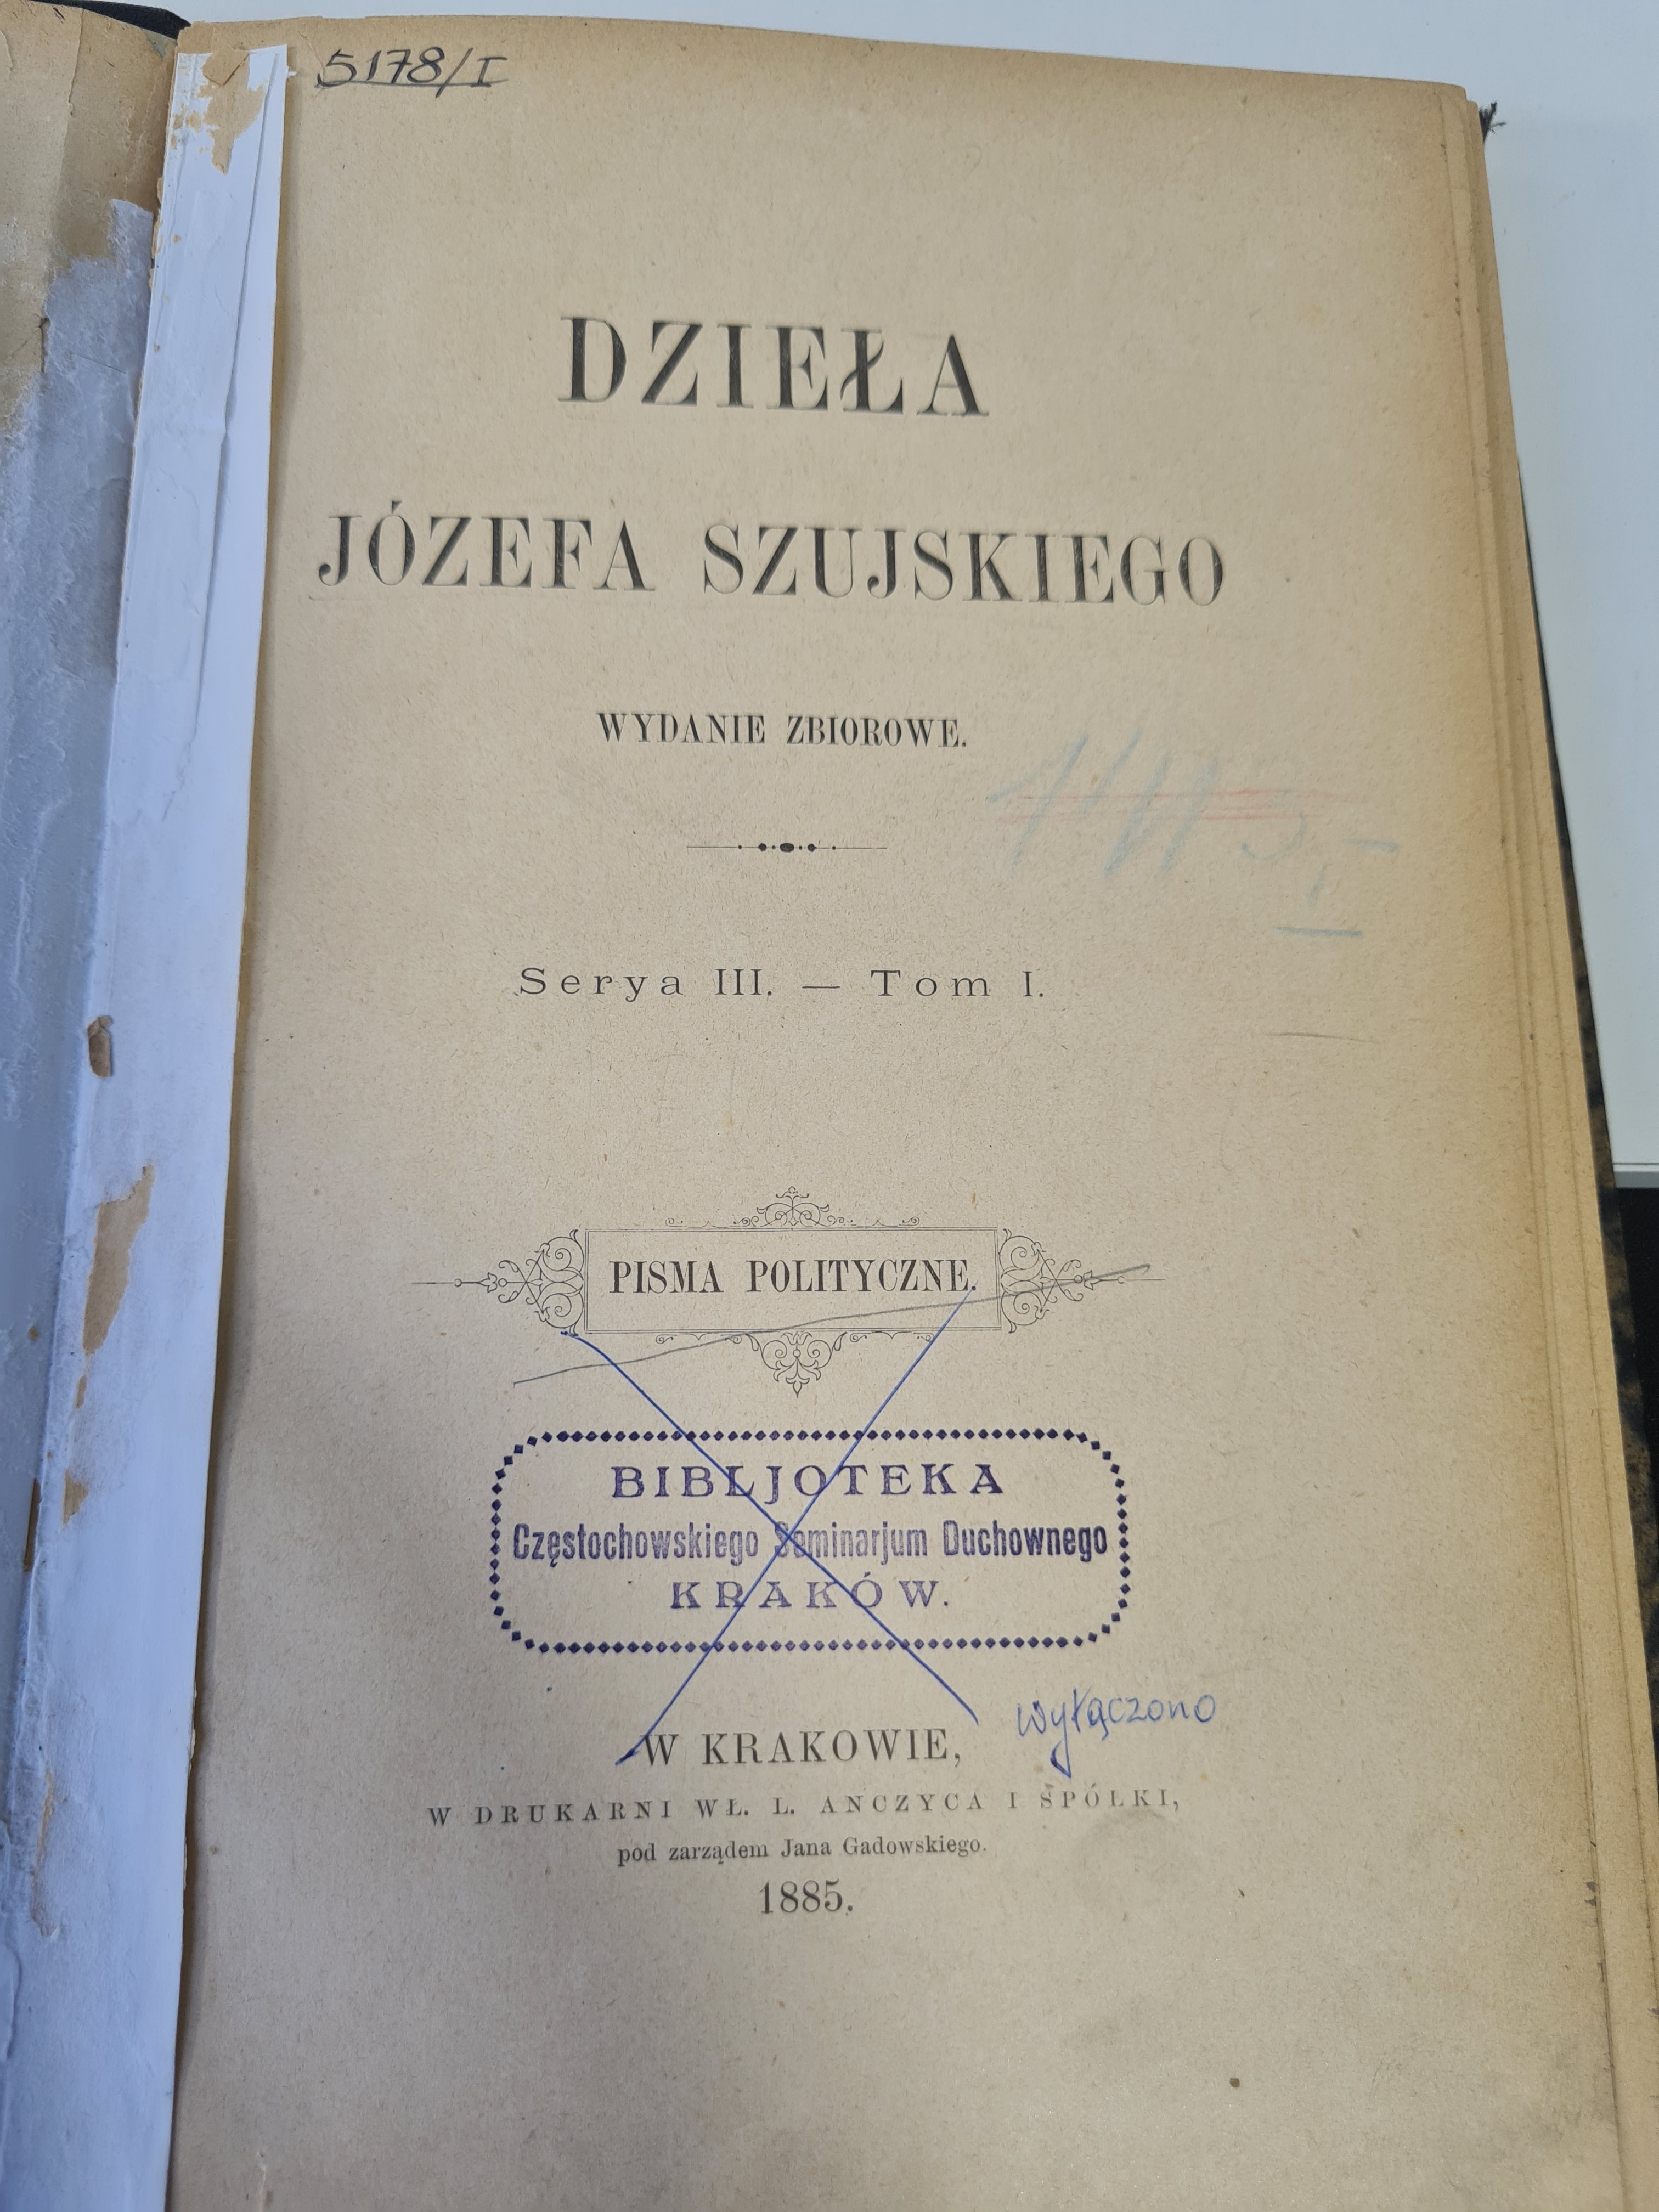 5178/I
DZIEŁA
JÓZEFA SZUJSKIEGO
WYDANIE ZBIOROWE.
I
Serya III. — Tom I.
PISMA POLITYCZNE.
BIBLJOTEKA
Częstochowskiego Seminarjum Duchownego
KRAKÓW.
wyłączono
W KRAKOWIE,
W DRUKARNI WŁ. L. ANCZYCA I SPÓŁKI,
pod zarządem Jana Gadowskiego.
1885.